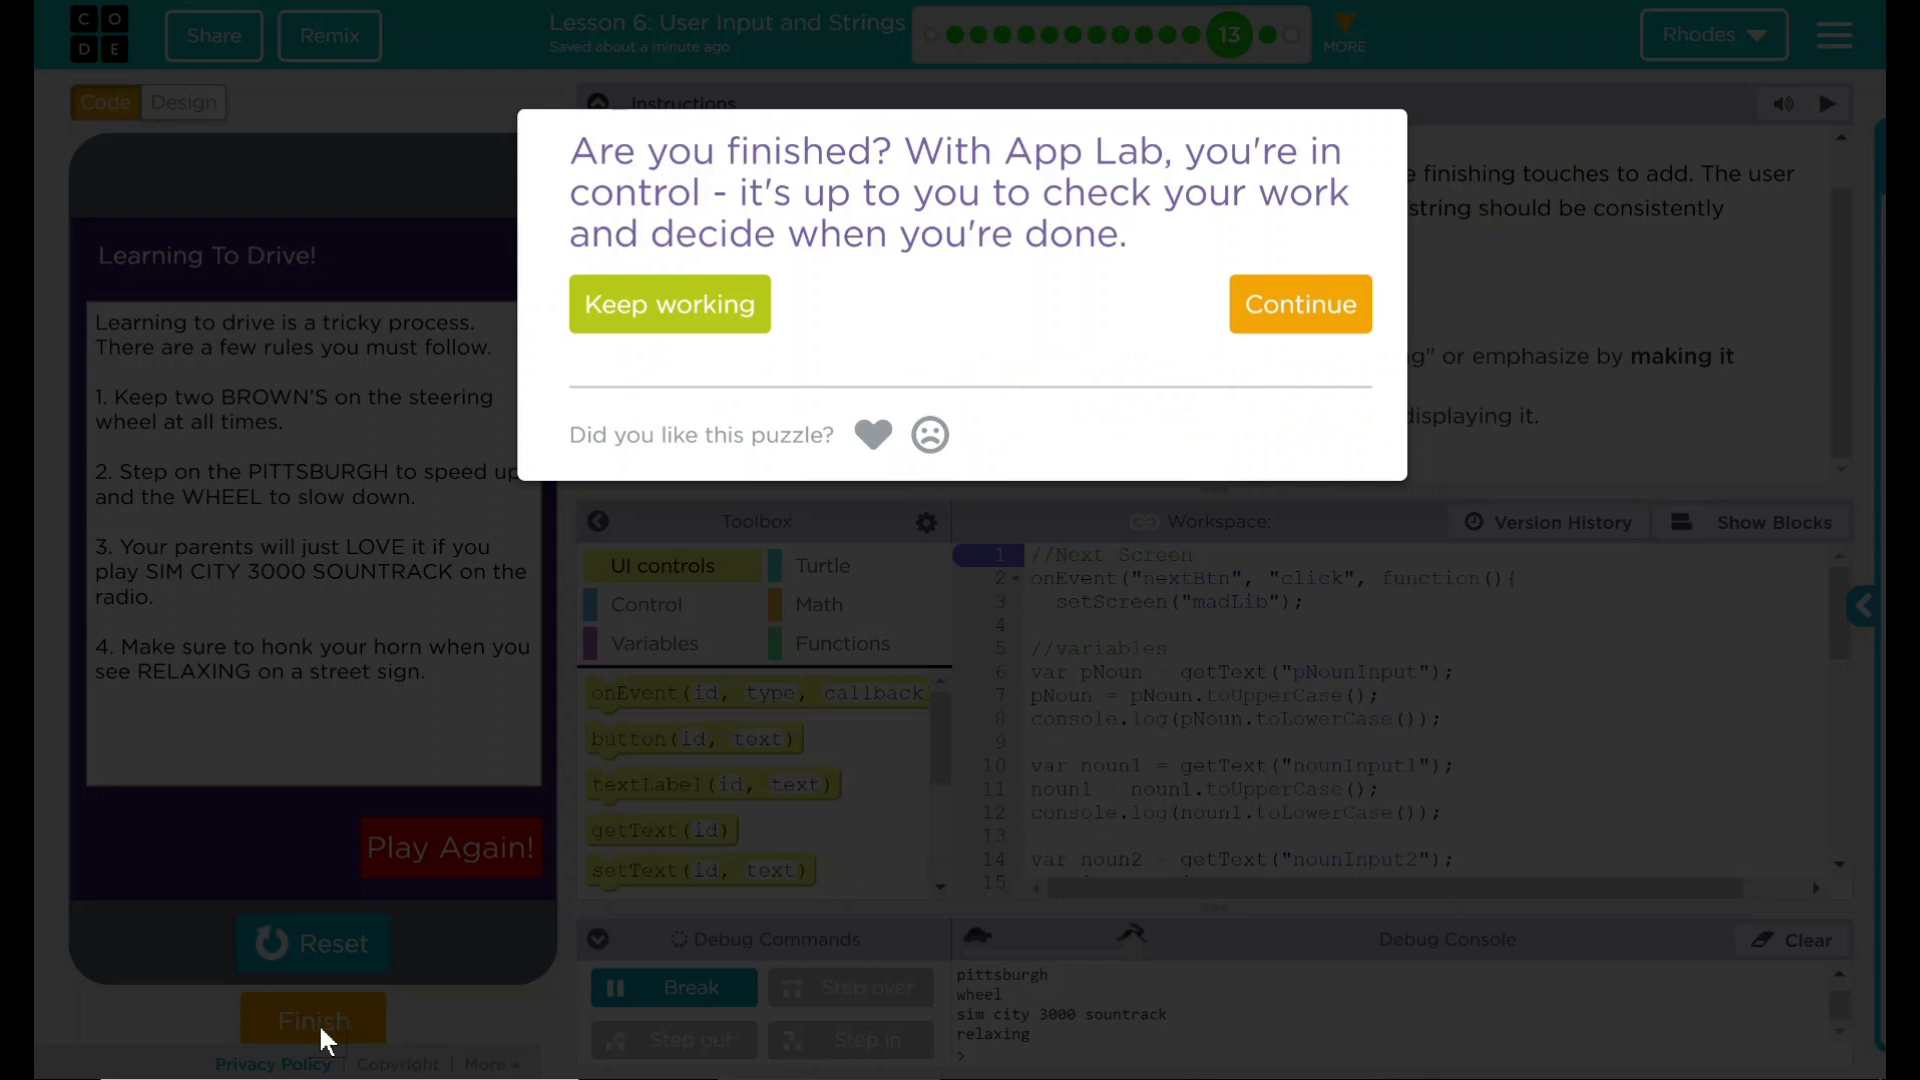 CODE
Share
Remix
Lesson 6: User Input and Strings
Saved about a minute ago
13
MORE
Rhodes
Code
Design
Instructions
Are you finished? With App Lab, you're in
control - it's up to you to check your work
and decide when you're done.
Keep working
Continue
Did you like this puzzle?
finishing touches to add. The user
string should be consistently
" or emphasize by making it
displaying it.
Learning To Drive!
Learning to drive is a tricky process.
There are a few rules you must follow.
1. Keep two BROWN'S on the steering
wheel at all times.
2. Step on the PITTSBURGH to speed up
and the WHEEL to slow down.
3. Your parents will just LOVE it if you
play SIM CITY 3000 SOUNTRACK on the
radio.
4. Make sure to honk your horn when you
see RELAXING on a street sign.
Play Again!
Reset
Finish
Privacy Policy | Copyright | More
Toolbox
UI controls
Turtle
Control
Math
Variables
Functions
onEvent(id, type, callback
button(id, text)
textLabel(id, text)
getText(id)
setText(id, text)
Workspace:
Version History
Show Blocks
1 //Next Screen
2 onEvent("nextBtn", "click", function(){
3 setScreen("madLib");
4
5 //variables
6 var pNoun = getText("pNounInput");
7 pNoun = pNoun.toUpperCase();
8 console.log(pNoun.toLowerCase());
9
10 var noun1 = getText("nounInput1");
11 noun1 = noun1.toUpperCase();
12 console.log(noun1.toLowerCase());
13
14 var noun2 = getText("nounInput2");
15
Debug Commands
Break
Step over
Step out
Step in
Debug Console
Clear
pittsburgh
wheel
sim city 3000 sountrack
relaxing
>